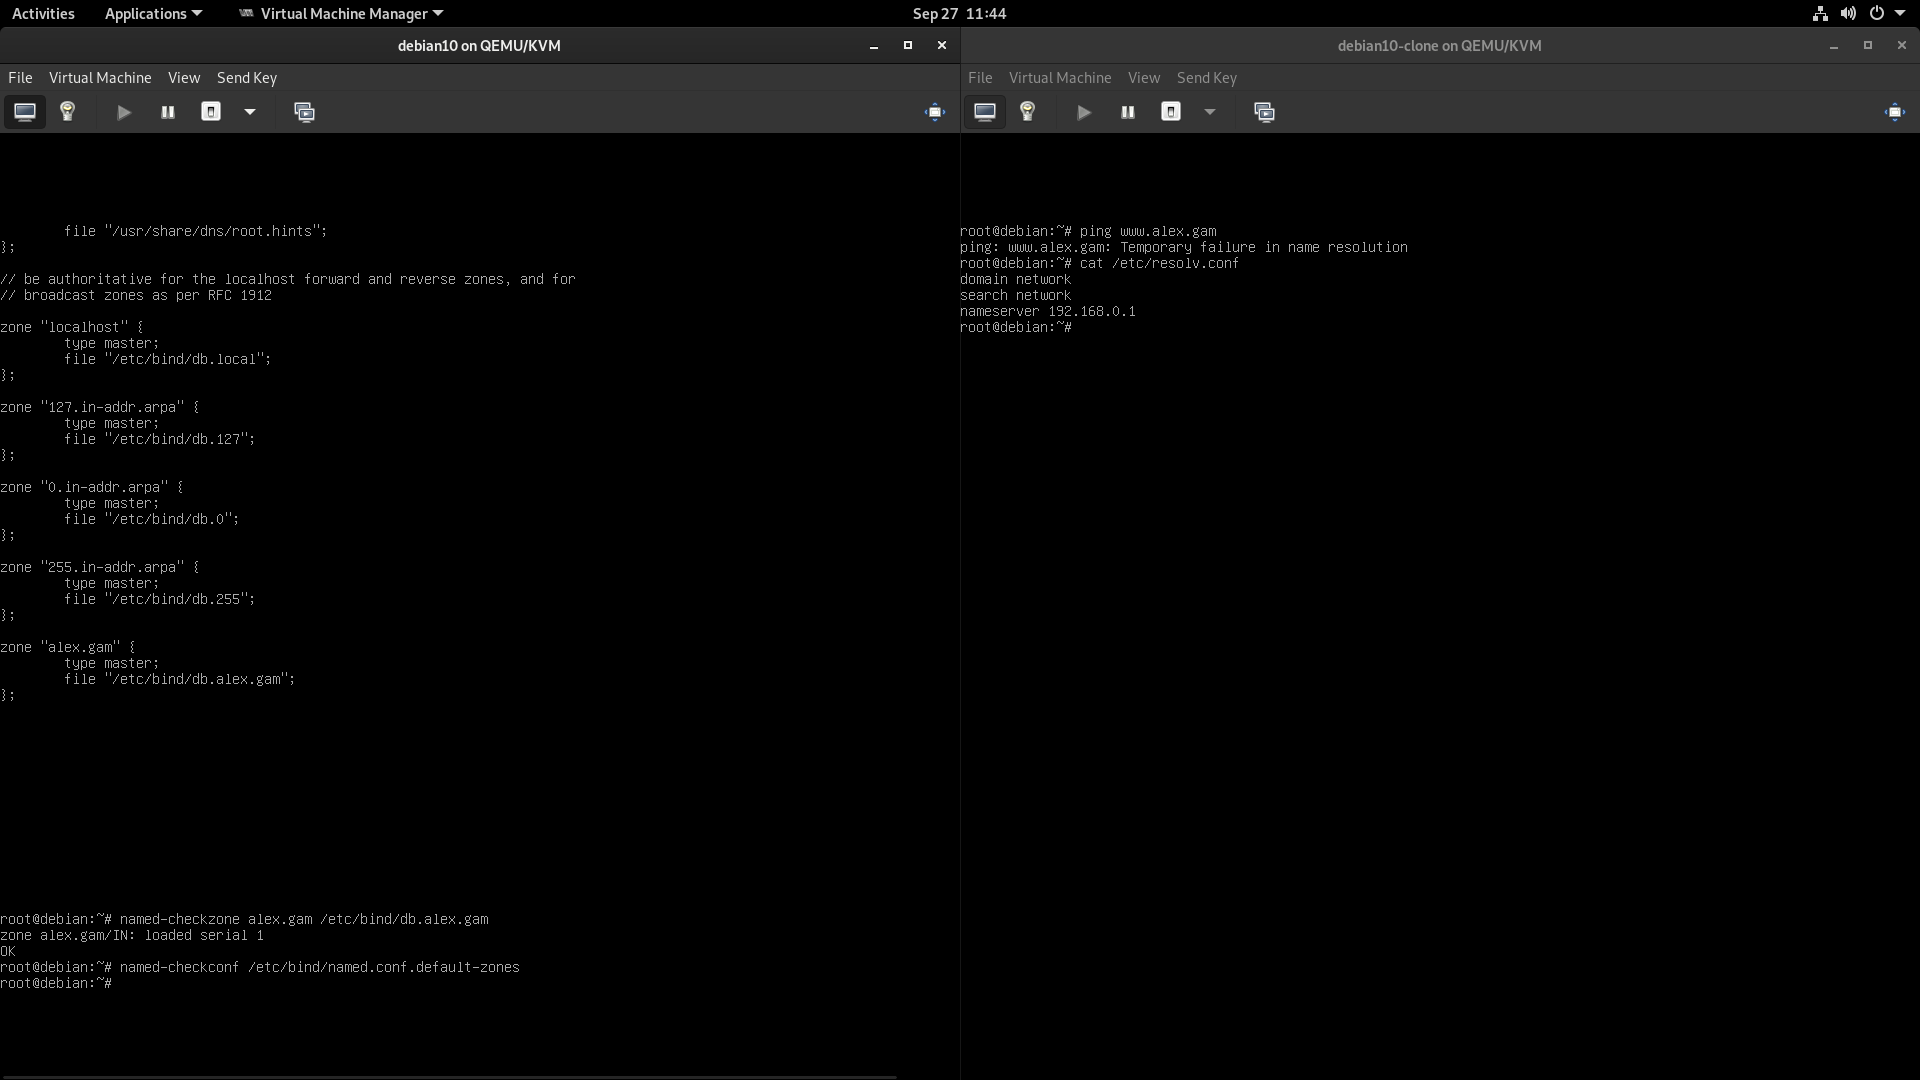 Activities Applications Virtual Machine Manager Sep 27 11:44
debian10 on QEMU/KVM
File Virtual Machine View Send Key
        file "/usr/share/dns/root.hints";
};
// be authoritative for the localhost forward and reverse zones, and for
// broadcast zones as per RFC 1912
zone "localhost" {
        type master;
        file "/etc/bind/db.local";
};
zone "127.in-addr.arpa" {
        type master;
        file "/etc/bind/db.127";
};
zone "0.in-addr.arpa" {
        type master;
        file "/etc/bind/db.0";
};
zone "255.in-addr.arpa" {
        type master;
        file "/etc/bind/db.255";
};
zone "alex.gam" {
        type master;
        file "/etc/bind/db.alex.gam";
};
root@debian:~# named-checkzone alex.gam /etc/bind/db.alex.gam
zone alex.gam/IN: loaded serial 1
OK
root@debian:~# named-checkconf /etc/bind/named.conf.default-zones
root@debian:~#
debian10-clone on QEMU/KVM
File Virtual Machine View Send Key
root@debian:~# ping www.alex.gam
ping: www.alex.gam: Temporary failure in name resolution
root@debian:~# cat /etc/resolv.conf
domain network
search network
nameserver 192.168.0.1
root@debian:~#